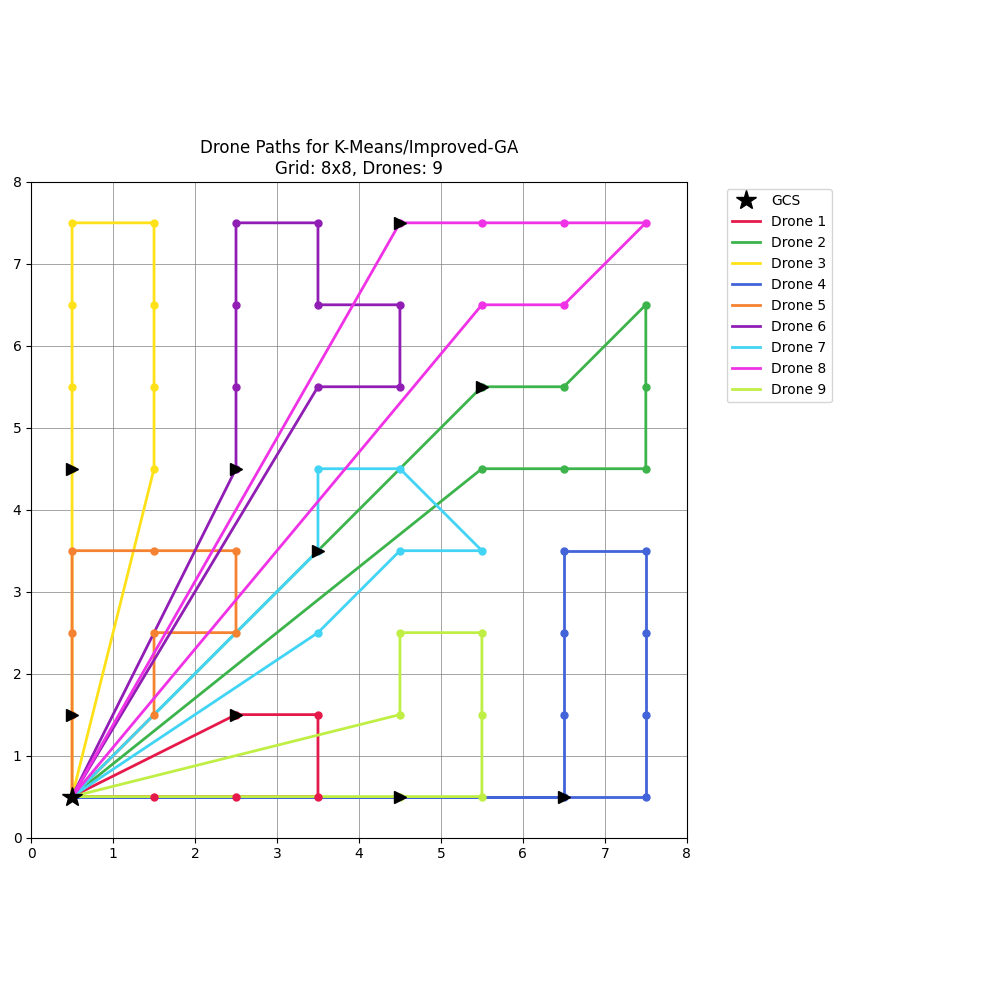 Drone Paths for K-Means/Improved-GA
Grid: 8x8, Drones: 9
8
7
6
5
4
3
2
1
0
0 1 2 3 4 5 6 7 8
GCS
Drone 1
Drone 2
Drone 3
Drone 4
Drone 5
Drone 6
Drone 7
Drone 8
Drone 9